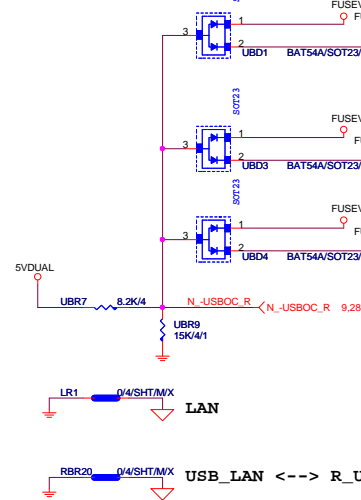 FUSEV
1
3
2
UBD1 BAT54A/SOT23/
SOT23
FUSEV
1
3
2
UBD3 BAT54A/SOT23/
SOT23
FUSEV
1
3
2
UBD4 BAT54A/SOT23/
5VDUAL
UBR7 8.2K/4 N_-USBOC_R N_-USBOC_R 9,28
UBR9
15K/4/1
LR1 0/4/SHT/M/X
LAN
RBR20 0/4/SHT/M/X
USB_LAN <--> R_U